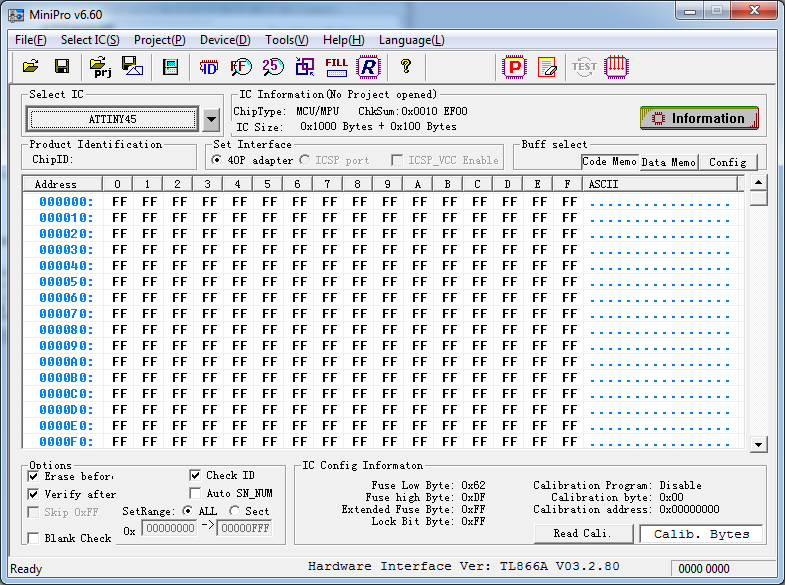 MiniPro v6.60
File(F) Select IC(S) Project(P) Device(D) Tools(V) Help(H) Language(L)
prj ID FF 25 FILL R ? P TEST
Select IC
ATTINY45
IC Information(No Project opened)
ChipType: MCU/MPU ChkSum:0x0010 EF00
IC Size: 0x1000 Bytes + 0x100 Bytes
Information
Product Identification
ChipID:
Set Interface
40P adapter ICSP port ICSP_VCC Enable
Buff select
Code Memo Data Memo Config
Address 0 1 2 3 4 5 6 7 8 9 A B C D E F ASCII
000000: FF FF FF FF FF FF FF FF FF FF FF FF FF FF FF FF ................
000010: FF FF FF FF FF FF FF FF FF FF FF FF FF FF FF FF ................
000020: FF FF FF FF FF FF FF FF FF FF FF FF FF FF FF FF ................
000030: FF FF FF FF FF FF FF FF FF FF FF FF FF FF FF FF ................
000040: FF FF FF FF FF FF FF FF FF FF FF FF FF FF FF FF ................
000050: FF FF FF FF FF FF FF FF FF FF FF FF FF FF FF FF ................
000060: FF FF FF FF FF FF FF FF FF FF FF FF FF FF FF FF ................
000070: FF FF FF FF FF FF FF FF FF FF FF FF FF FF FF FF ................
000080: FF FF FF FF FF FF FF FF FF FF FF FF FF FF FF FF ................
000090: FF FF FF FF FF FF FF FF FF FF FF FF FF FF FF FF ................
0000A0: FF FF FF FF FF FF FF FF FF FF FF FF FF FF FF FF ................
0000B0: FF FF FF FF FF FF FF FF FF FF FF FF FF FF FF FF ................
0000C0: FF FF FF FF FF FF FF FF FF FF FF FF FF FF FF FF ................
0000D0: FF FF FF FF FF FF FF FF FF FF FF FF FF FF FF FF ................
0000E0: FF FF FF FF FF FF FF FF FF FF FF FF FF FF FF FF ................
0000F0: FF FF FF FF FF FF FF FF FF FF FF FF FF FF FF FF ................
Options
Erase befor Check ID
Verify after Auto SN_NUM
Skip 0xFF SetRange: ALL Sect
Blank Check 0x 00000000 -> 00000FFF
IC Config Informaton
Fuse Low Byte: 0x62 Calibration Program: Disable
Fuse high Byte: 0xDF Calibration byte: 0x00
Extended Fuse Byte: 0xFF Calibration address: 0x00000000
Lock Bit Byte: 0xFF
Read Cali. Calib. Bytes
Ready Hardware Interface Ver: TL866A V03.2.80 0000 0000